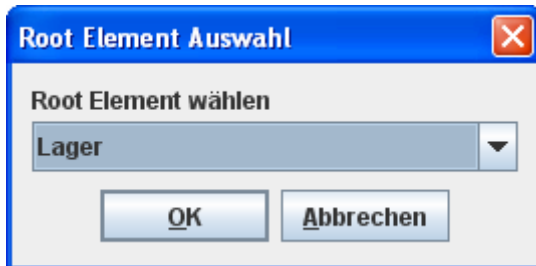 Root Element Auswahl
Root Element wählen
Lager
OK
Abbrechen